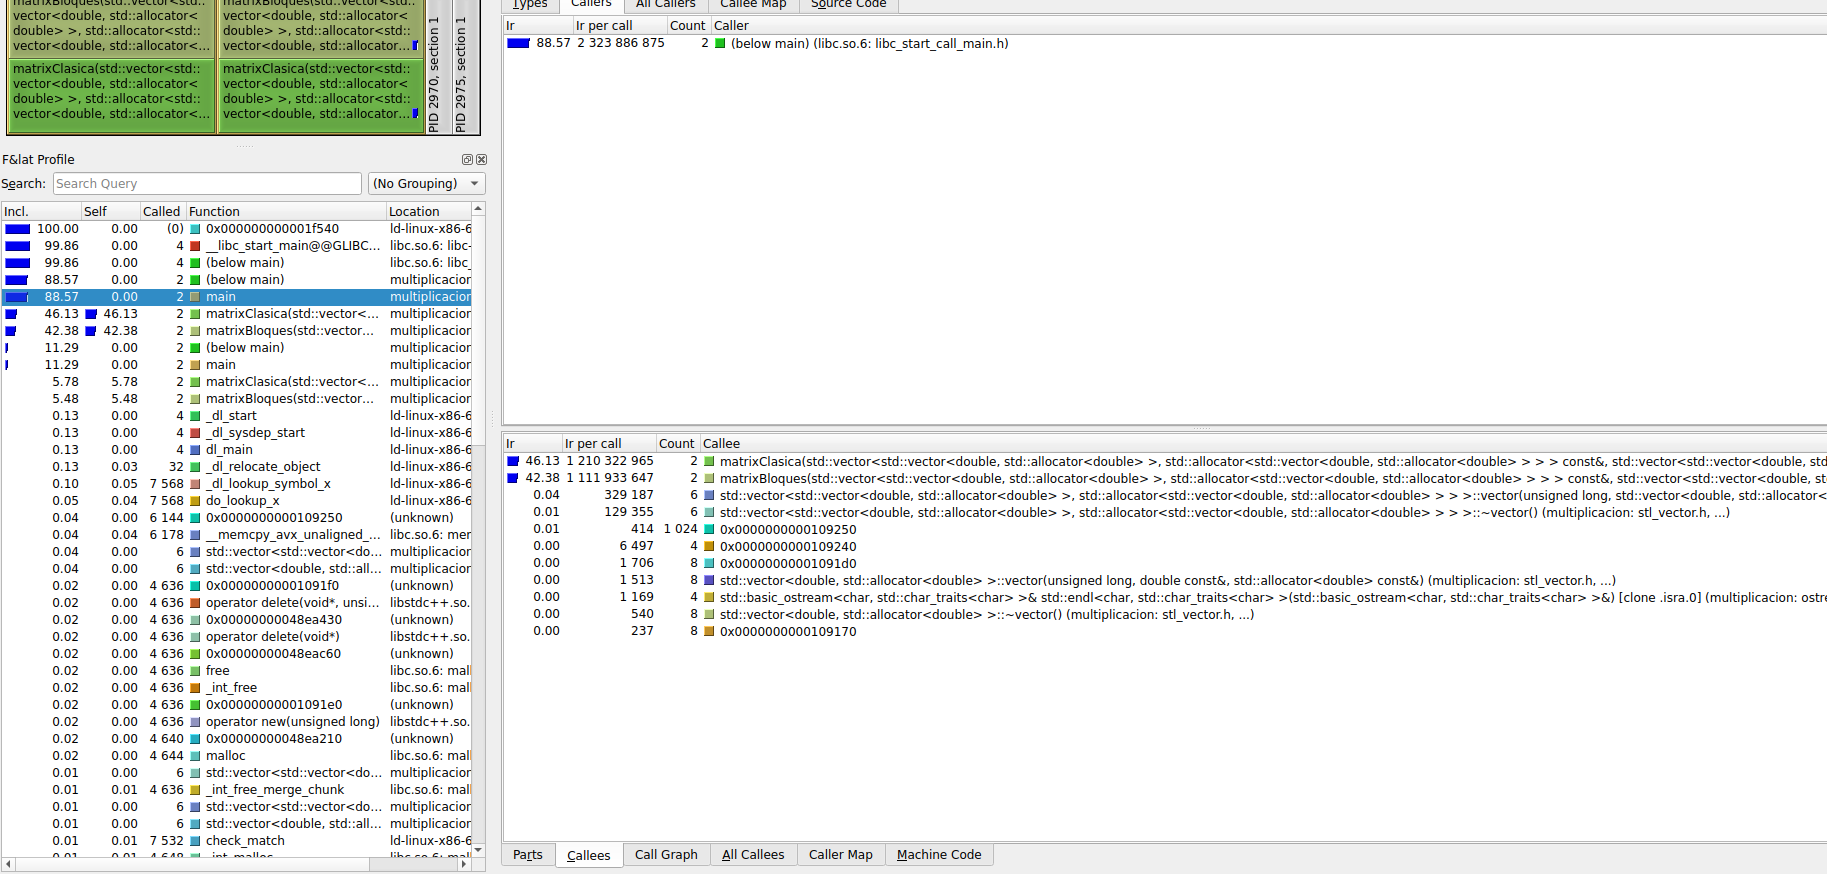 matrixBloques(std::vector<std::
vector<double, std::allocator<
double> >, std::allocator<std::
vector<double, std::allocator<...
matrixBloques(std::vector<std::
vector<double, std::allocator<
double> >, std::allocator<std::
vector<double, std::allocator...
matrixClasica(std::vector<std::
vector<double, std::allocator<
double> >, std::allocator<std::
vector<double, std::allocator<...
matrixClasica(std::vector<std::
vector<double, std::allocator<
double> >, std::allocator<std::
vector<double, std::allocator...
PID 2970, section 1
PID 2975, section 1
F&lat Profile
Search: Search Query (No Grouping)
Incl. Self Called Function Location
100.00 0.00 (0) 0x000000000001f540 ld-linux-x86-6
99.86 0.00 4 __libc_start_main@@GLIBC... libc.so.6: libc-
99.86 0.00 4 (below main) libc.so.6: libc_
88.57 0.00 2 (below main) multiplicacior
88.57 0.00 2 main multiplicacior
46.13 46.13 2 matrixClasica(std::vector<... multiplicacior
42.38 42.38 2 matrixBloques(std::vector... multiplicacior
11.29 0.00 2 (below main) multiplicacior
11.29 0.00 2 main multiplicacior
5.78 5.78 2 matrixClasica(std::vector<... multiplicacior
5.48 5.48 2 matrixBloques(std::vector... multiplicacior
0.13 0.00 4 _dl_start ld-linux-x86-6
0.13 0.00 4 _dl_sysdep_start ld-linux-x86-6
0.13 0.00 4 dl_main ld-linux-x86-6
0.13 0.03 32 _dl_relocate_object ld-linux-x86-6
0.10 0.05 7 568 _dl_lookup_symbol_x ld-linux-x86-6
0.05 0.04 7 568 do_lookup_x ld-linux-x86-6
0.04 0.00 6 144 0x0000000000109250 (unknown)
0.04 0.04 6 178 __memcpy_avx_unaligned_... libc.so.6: mer
0.04 0.00 6 std::vector<std::vector<do... multiplicacior
0.04 0.00 6 std::vector<double, std::all... multiplicacior
0.02 0.00 4 636 0x00000000001091f0 (unknown)
0.02 0.00 4 636 operator delete(void*, unsi... libstdc++.so.
0.02 0.00 4 636 0x00000000048ea430 (unknown)
0.02 0.00 4 636 operator delete(void*) libstdc++.so.
0.02 0.00 4 636 0x00000000048eac60 (unknown)
0.02 0.00 4 636 free libc.so.6: mal
0.02 0.00 4 636 _int_free libc.so.6: mal
0.02 0.00 4 636 0x00000000001091e0 (unknown)
0.02 0.00 4 636 operator new(unsigned long) libstdc++.so.
0.02 0.00 4 640 0x00000000048ea210 (unknown)
0.02 0.00 4 644 malloc libc.so.6: mal
0.01 0.00 6 std::vector<std::vector<do... multiplicacior
0.01 0.01 4 636 _int_free_merge_chunk libc.so.6: mal
0.01 0.00 6 std::vector<std::vector<do... multiplicacior
0.01 0.00 6 std::vector<double, std::all... multiplicacior
0.01 0.01 7 532 check_match ld-linux-x86-6
0.01 0.01 4 648 _int_malloc libc.so.6: mal
Types Callers All Callers Callee Map Source Code
Ir Ir per call Count Caller
88.57 2 323 886 875 2 (below main) (libc.so.6: libc_start_call_main.h)
Ir Ir per call Count Callee
46.13 1 210 322 965 2 matrixClasica(std::vector<std::vector<double, std::allocator<double> >, std::allocator<std::vector<double, std::allocator<double> > > > const&, std::vector<std::vector<double, std
42.38 1 111 933 647 2 matrixBloques(std::vector<std::vector<double, std::allocator<double> >, std::allocator<std::vector<double, std::allocator<double> > > > const&, std::vector<std::ve
0.04 329 187 6 std::vector<std::vector<double, std::allocator<double> >, std::allocator<std::vector<double, std::allocator<double> > > >::vector(unsigned long, std::vector<double, std::allocator<
0.01 129 355 6 std::vector<std::vector<double, std::allocator<double> >, std::allocator<std::vector<double, std::allocator<double> > > >::~vector() (multiplicacion: stl_vector.h, ...)
0.01 414 1 024 0x0000000000109250
0.00 6 497 4 0x0000000000109240
0.00 1 706 8 0x00000000001091d0
0.00 1 513 8 std::vector<double, std::allocator<double> >::vector(unsigned long, double const&, std::allocator<double> const&) (multiplicacion: stl_vector.h, ...)
0.00 1 169 4 std::basic_ostream<char, std::char_traits<char> >& std::endl<char, std::char_traits<char> >(std::basic_ostream<char, std::char_traits<char> >&) [clone .isra.0] (multiplicacion: ostre
0.00 540 8 std::vector<double, std::allocator<double> >::~vector() (multiplicacion: stl_vector.h, ...)
0.00 237 8 0x0000000000109170
Parts Callees Call Graph All Callees Caller Map Machine Code